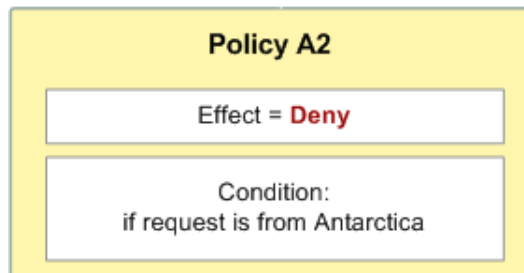 Policy A2
Effect = Deny
Condition:
if request is from Antarctica